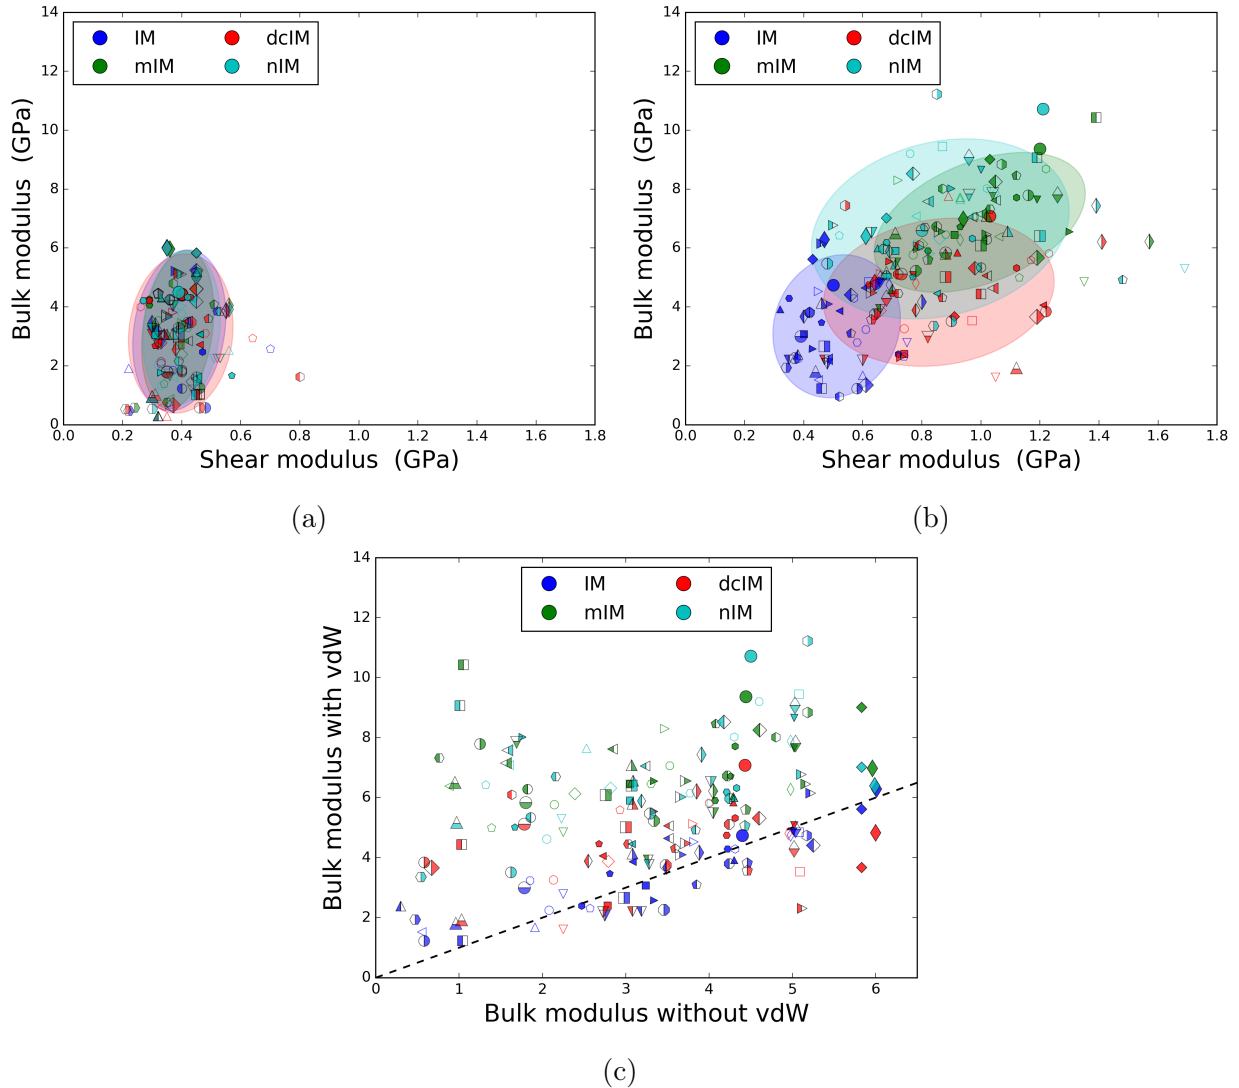 14
12
10
8
6
4
2
0
Bulk modulus (GPa)
IM
dcIM
mIM
nIM
0.0 0.2 0.4 0.6 0.8 1.0 1.2 1.4 1.6 1.8
Shear modulus (GPa)
(a)
14
12
10
8
6
4
2
0
Bulk modulus (GPa)
IM
dcIM
mIM
nIM
0.0 0.2 0.4 0.6 0.8 1.0 1.2 1.4 1.6 1.8
Shear modulus (GPa)
(b)
14
12
10
8
6
4
2
0
Bulk modulus with vdW
IM
dcIM
mIM
nIM
0 1 2 3 4 5 6
Bulk modulus without vdW
(c)